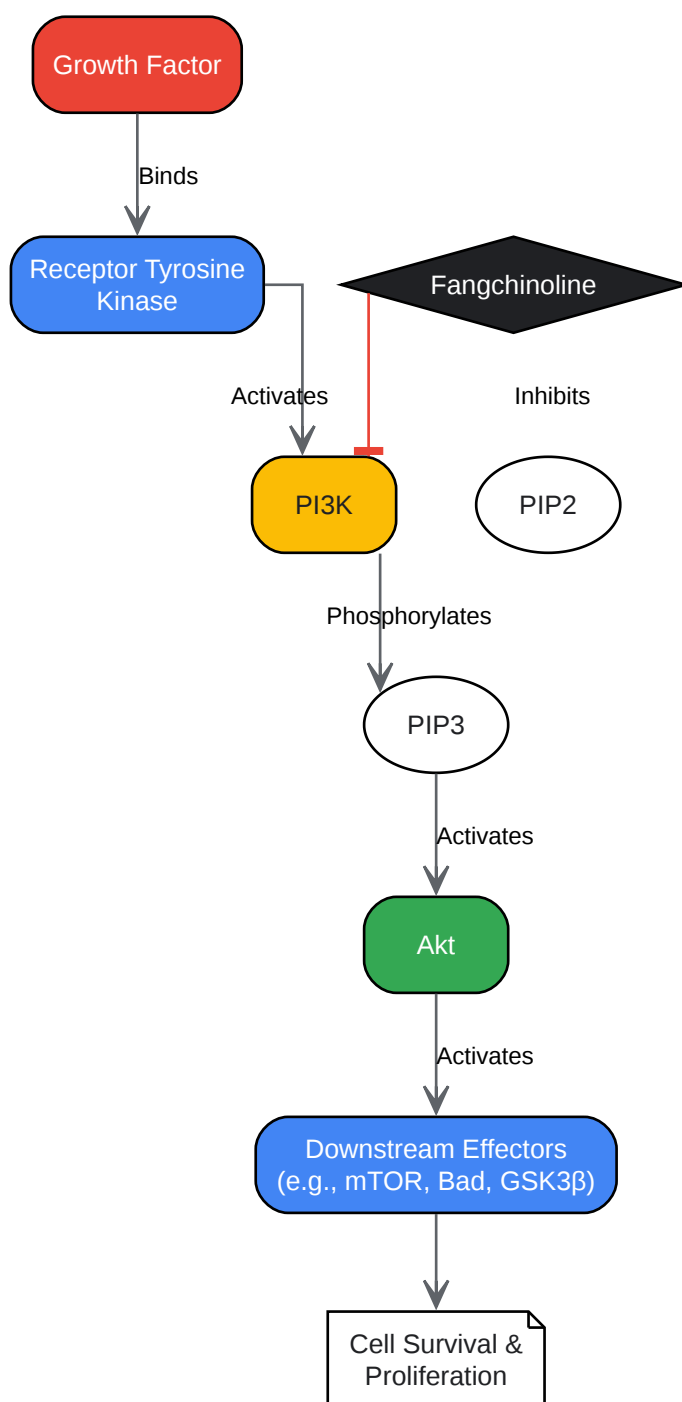 Growth Factor
Binds
Receptor Tyrosine
Kinase
Fangchinoline
Activates
Inhibits
PI3K
PIP2
Phosphorylates
PIP3
Activates
Akt
Activates
Downstream Effectors
(e.g., mTOR, Bad, GSK3β)
Cell Survival &
Proliferation